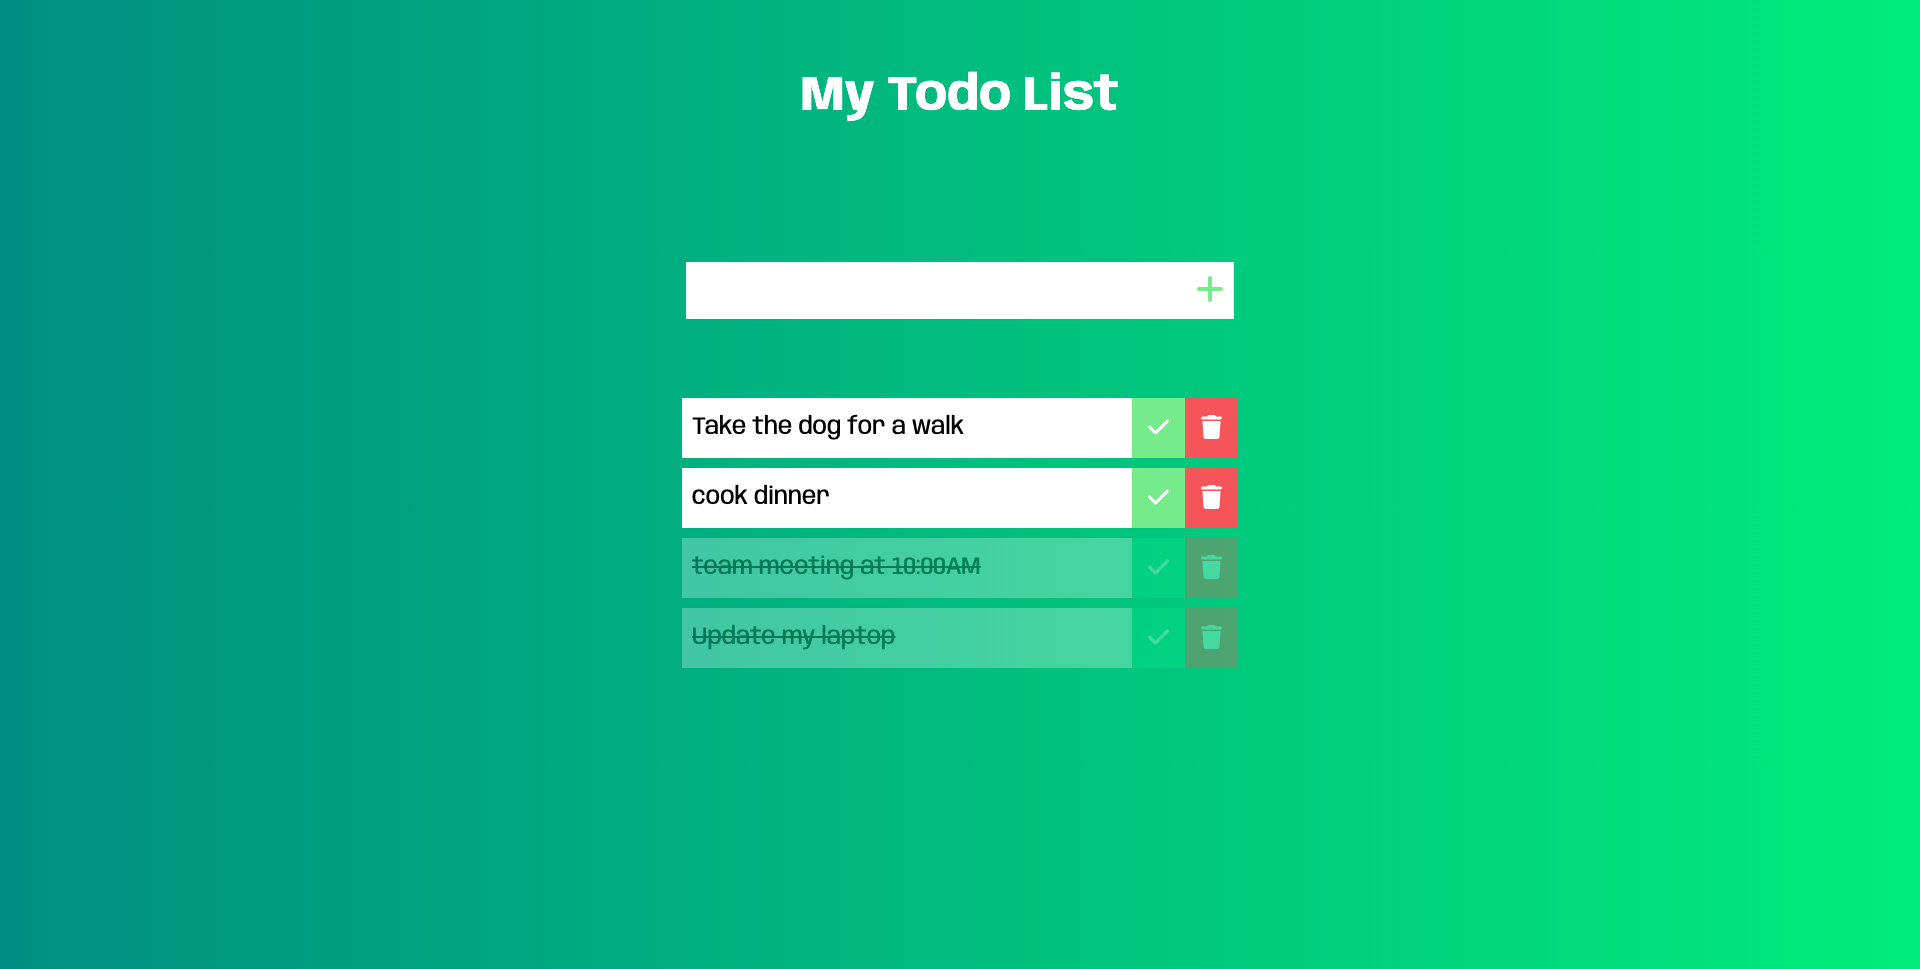 My Todo List
Take the dog for a walk
cook dinner
team meeting at 10:00AM
Update my laptop